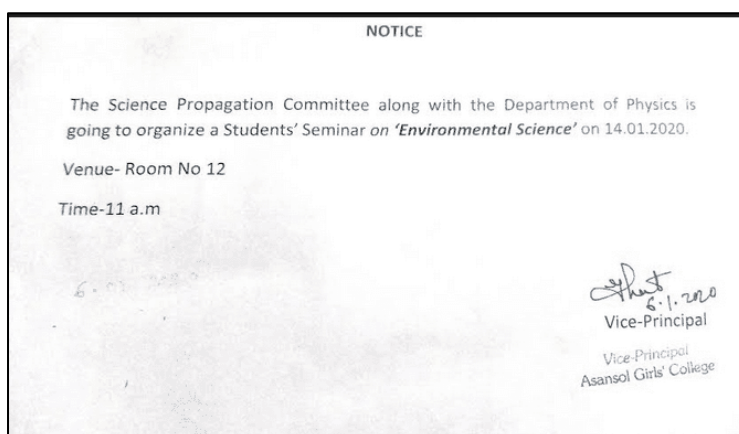 NOTICE
The Science Propagation Committee along with the Department of Physics is
going to organize a Students' Seminar on 'Environmental Science' on 14.01.2020.
Venue- Room No 12
Time-11 a.m
6.1.2020
Vice-Principal
Vice-Principal
Asansol Girls' College